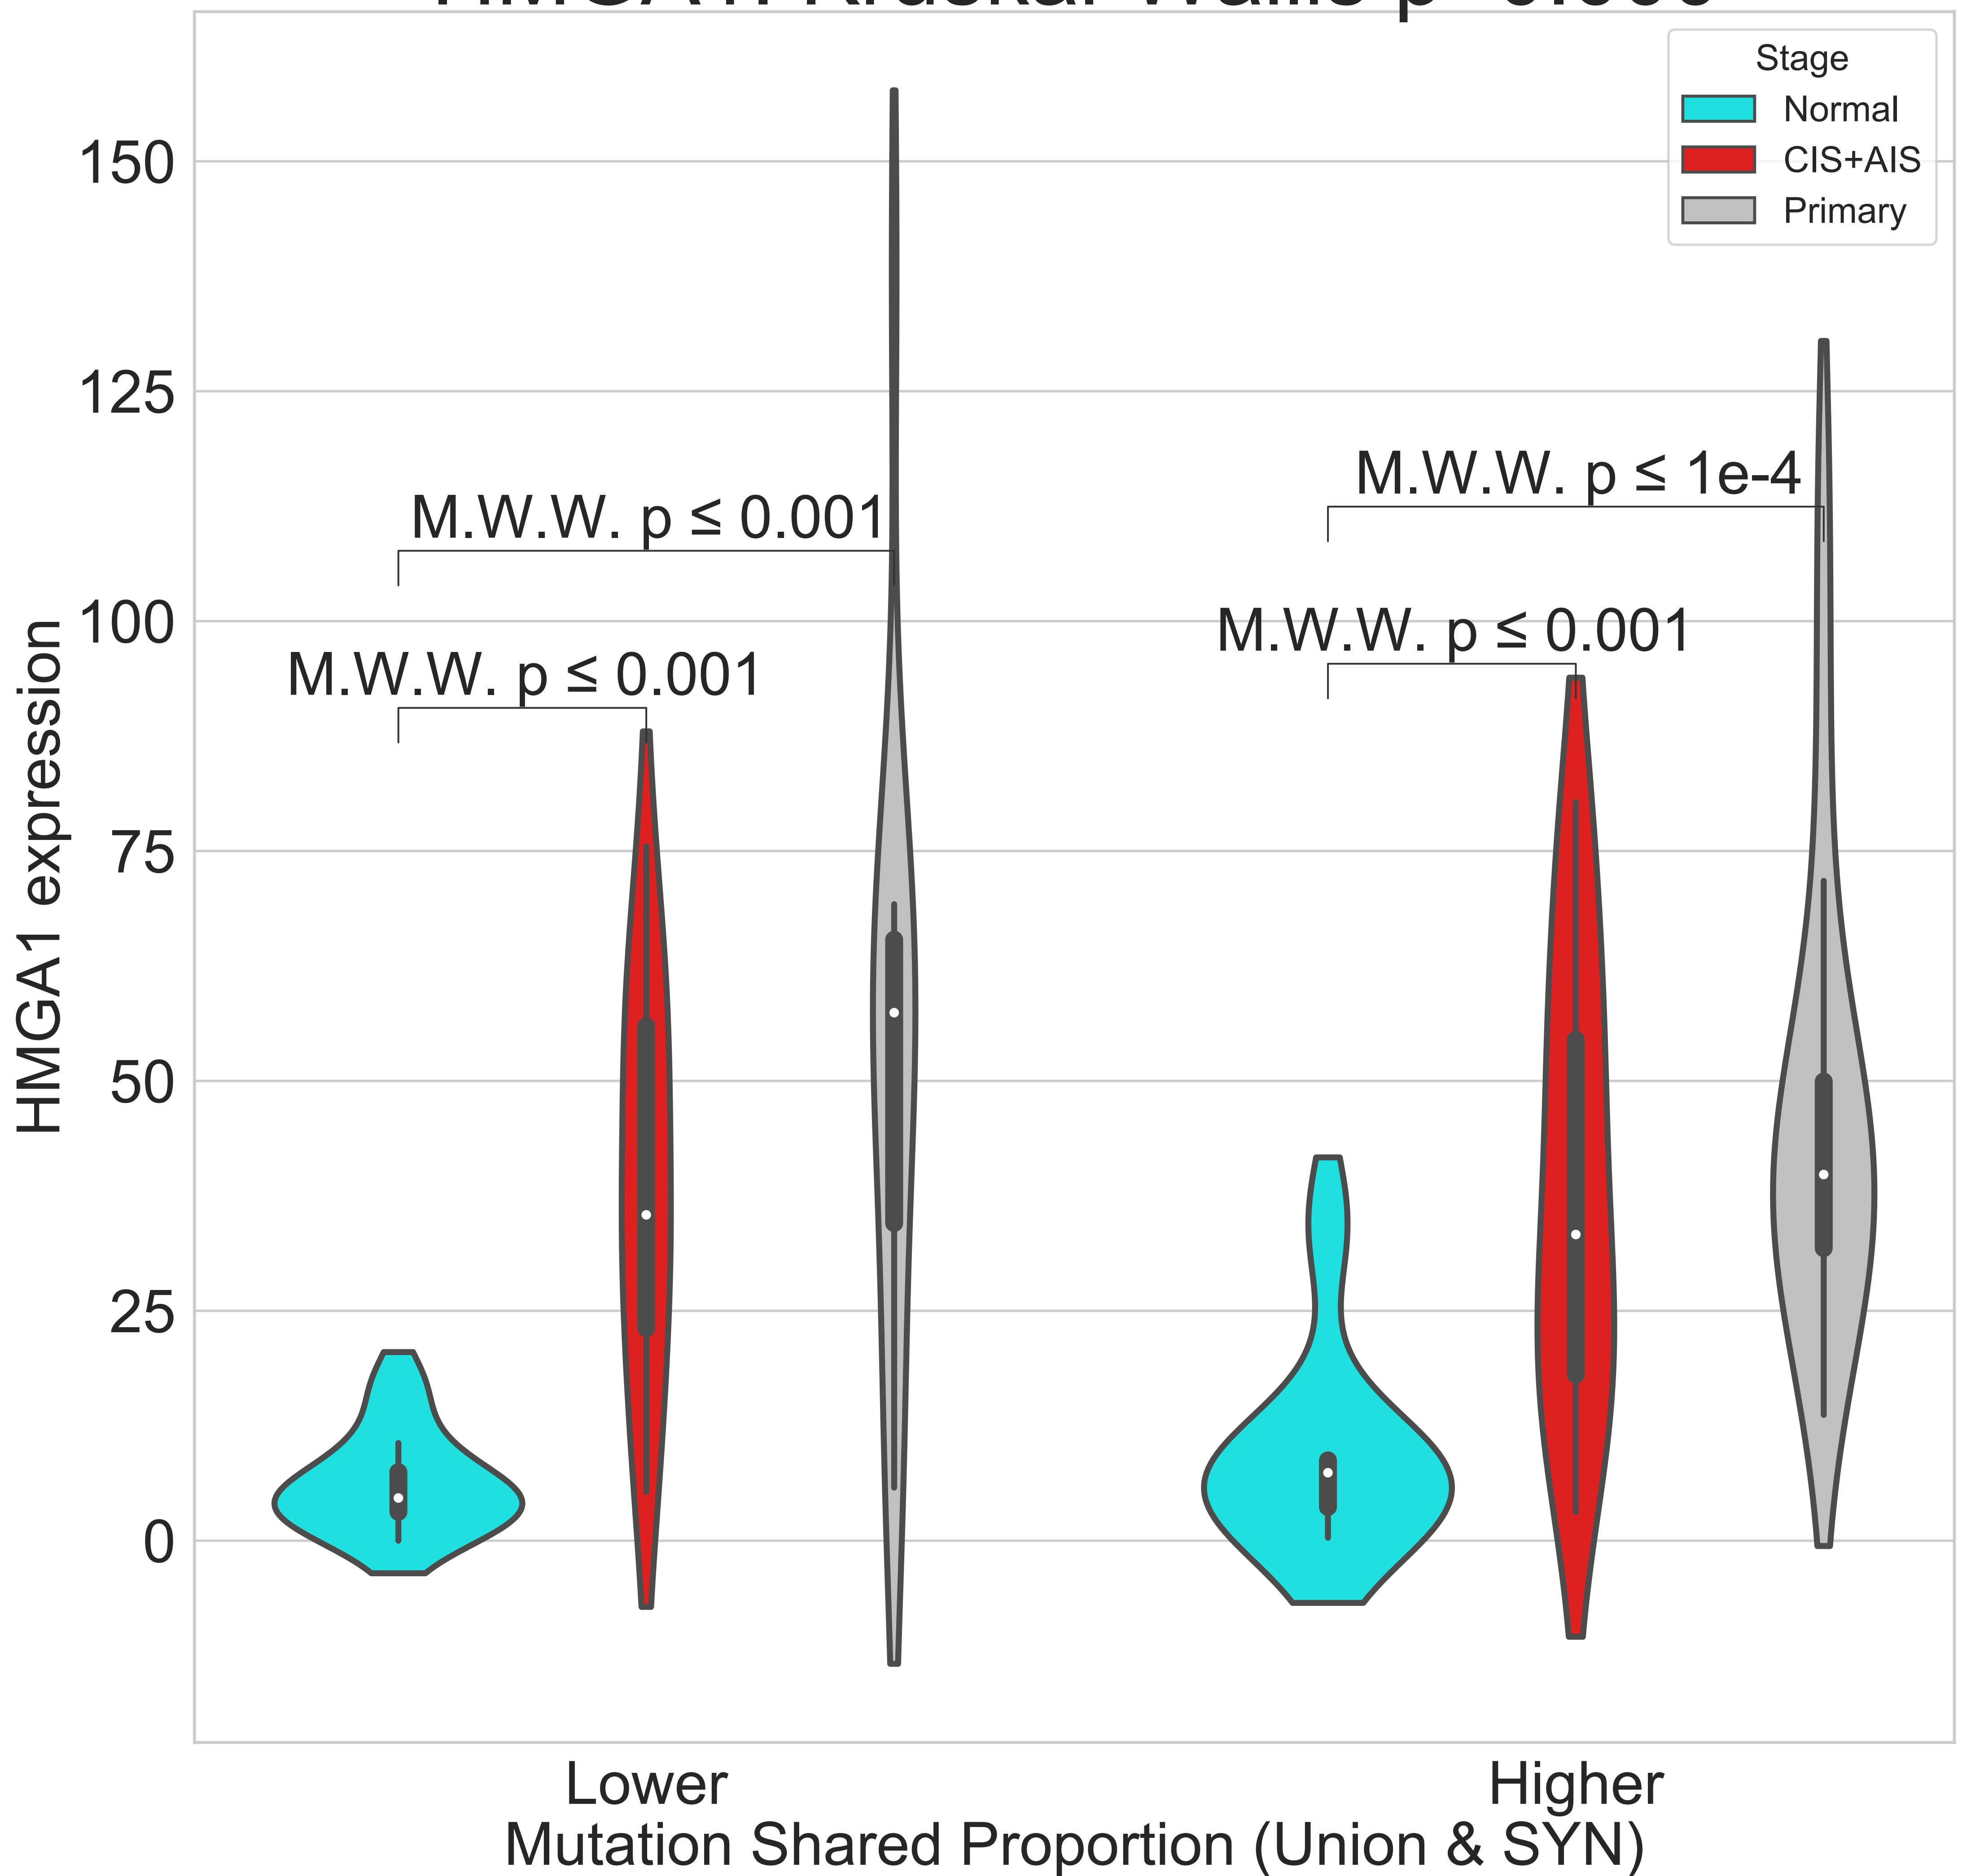 Stage
Normal
CIS+AIS
Primary
150
125
100
75
50
25
0
HMGA1 expression
M.W.W. p ≤ 1e-4
M.W.W. p ≤ 0.001
M.W.W. p ≤ 0.001
M.W.W. p ≤ 0.001
Lower
Higher
Mutation Shared Proportion (Union & SYN)